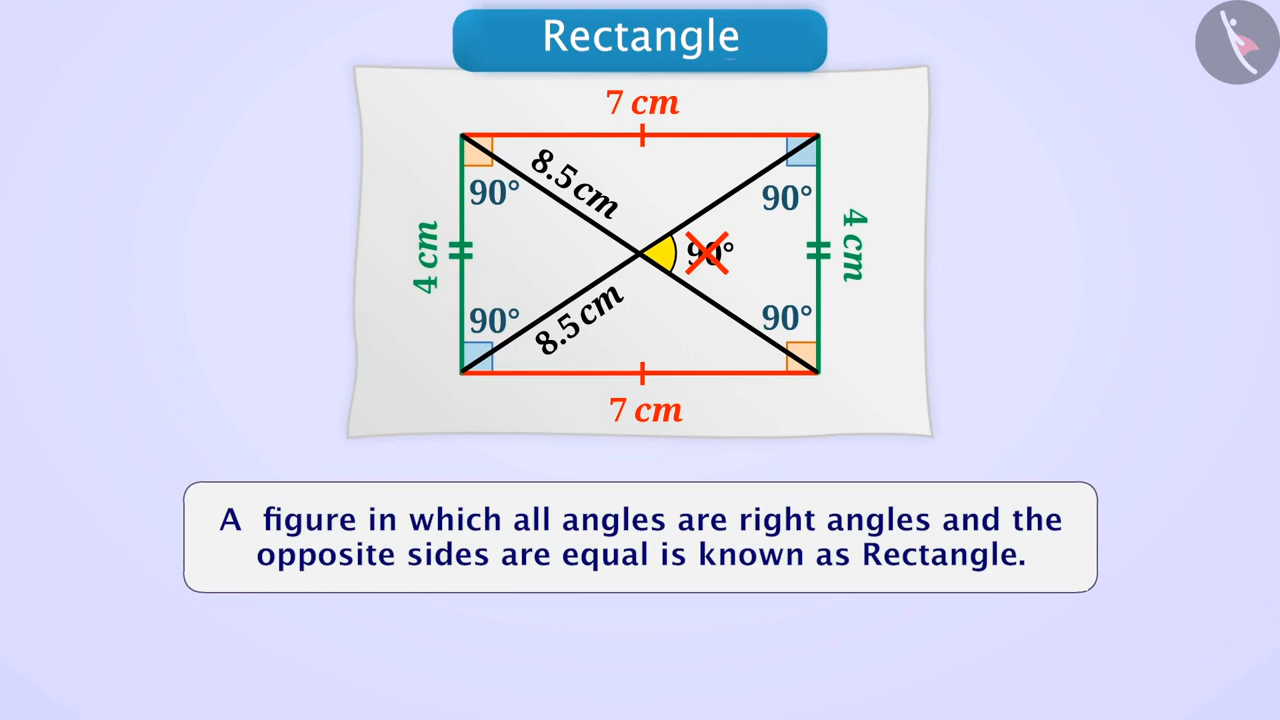 Rectangle
7 cm
8.5 cm
90°
90°
4 cm
90°
4 cm
90°
8.5 cm
90°
7 cm
A figure in which all angles are right angles and the
opposite sides are equal is known as Rectangle.